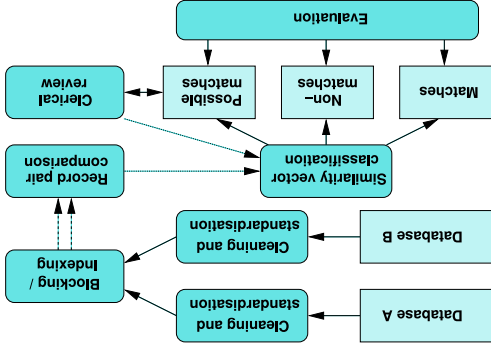 Database A
Cleaning and
standardisation
Blocking /
Indexing
Database B
Cleaning and
standardisation
Record pair
comparison
Similarity vector
classification
Clerical
review
Possible
matches
Non−
matches
Matches
Evaluation